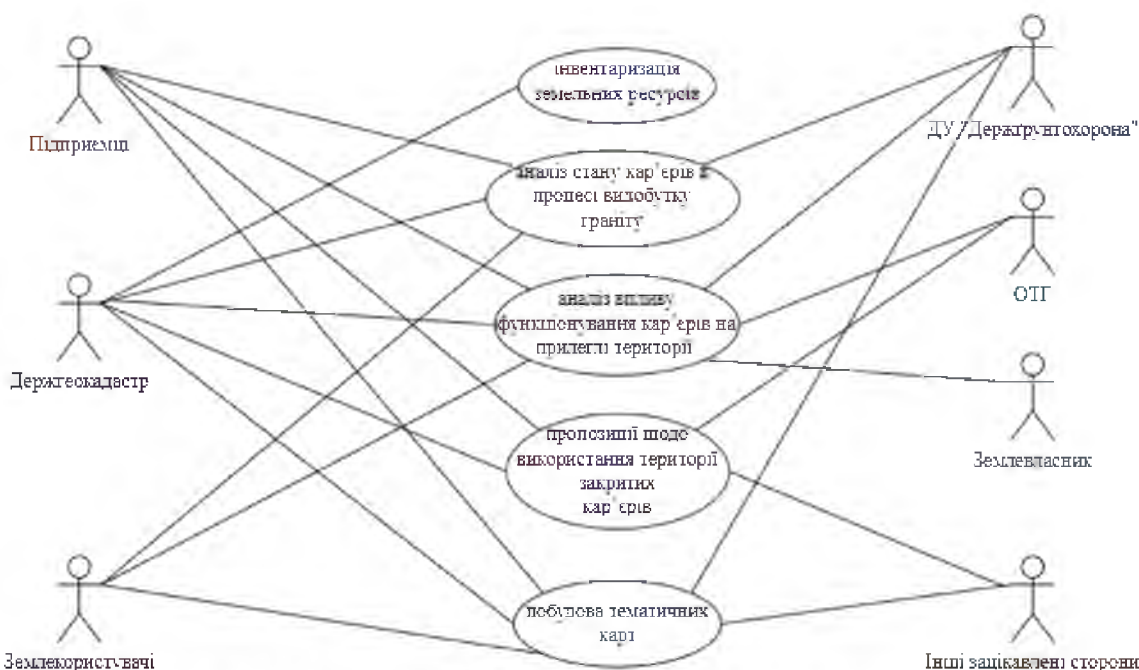 Підприємці
інвентаризація
земельних ресурсів
аналіз стану кар'єрів в
процесі видобутку
граніту
ДУ "Держґрунтохорона"
ОТГ
аналіз впливу
функціонування кар'єрів на
прилеглі території
Держгеокадастр
Землевласник
пропозиції щодо
використання території
закритих
кар'єрів
побудова тематичних
карт
Землекористувачі
Інші зацікавлені сторони